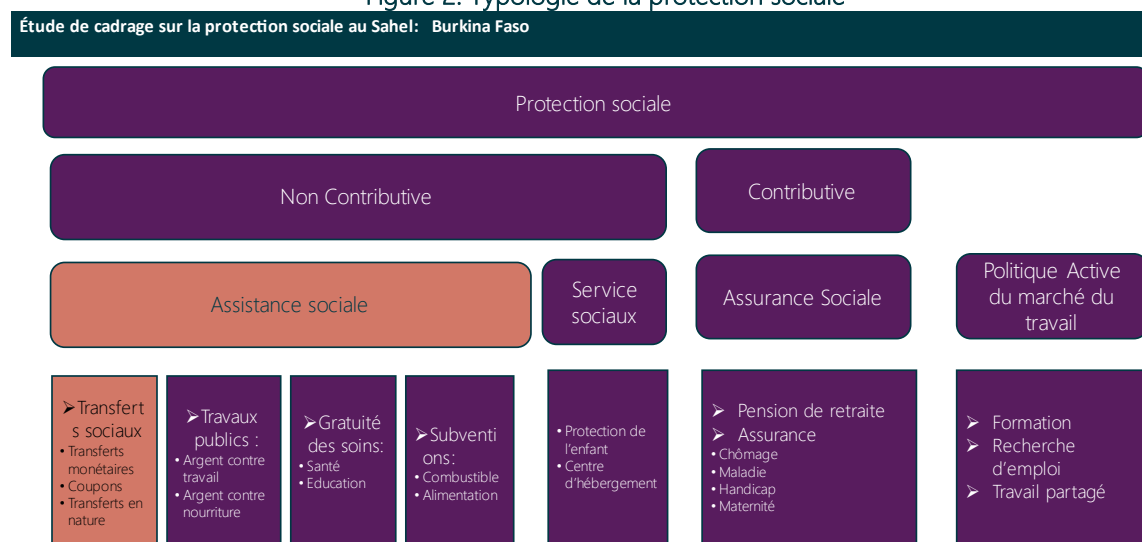 Figure 2. Typologie de la protection sociale
Étude de cadrage sur la protection sociale au Sahel: Burkina Faso
Protection sociale
Non Contributive
Contributive
Assistance sociale
Service
sociaux
Assurance Sociale
Politique Active
du marché du
travail
➢Transfert
s sociaux
• Transferts
monétaires
• Coupons
• Transferts en
nature
➢Travaux
publics :
• Argent contre
travail
• Argent contre
nourriture
➢Gratuité
des soins:
• Santé
• Education
➢Subventi
ons:
• Combustible
• Alimentation
• Protection de
l'enfant
• Centre
d'hébergement
➢ Pension de retraite
➢ Assurance
• Chômage
• Maladie
• Handicap
• Maternité
➢ Formation
➢ Recherche
d'emploi
➢ Travail partagé